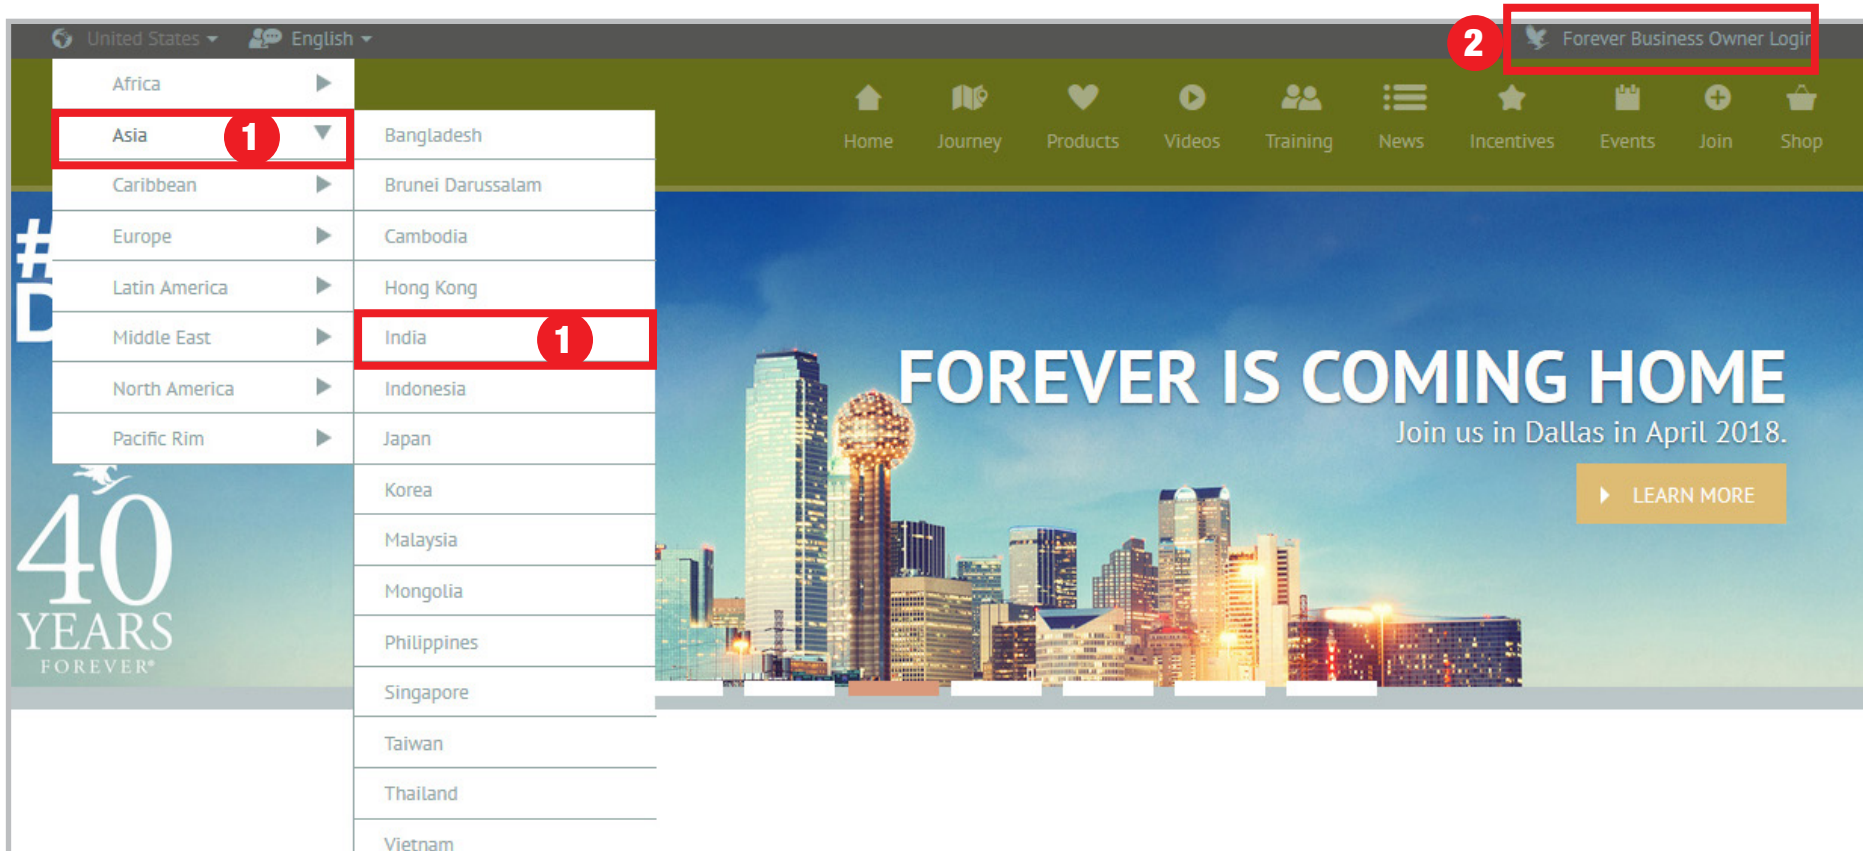 United States
English
2
Forever Business Owner Login
Home
Journey
Products
Videos
Training
News
Incentives
Events
Join
Shop
Africa
Asia
1
Caribbean
Europe
Latin America
Middle East
North America
Pacific Rim
Bangladesh
Brunei Darussalam
Cambodia
Hong Kong
India
1
Indonesia
Japan
Korea
Malaysia
Mongolia
Philippines
Singapore
Taiwan
Thailand
Vietnam
#
D
FOREVER IS COMING HOME
Join us in Dallas in April 2018.
LEARN MORE
40
YEARS
FOREVER®